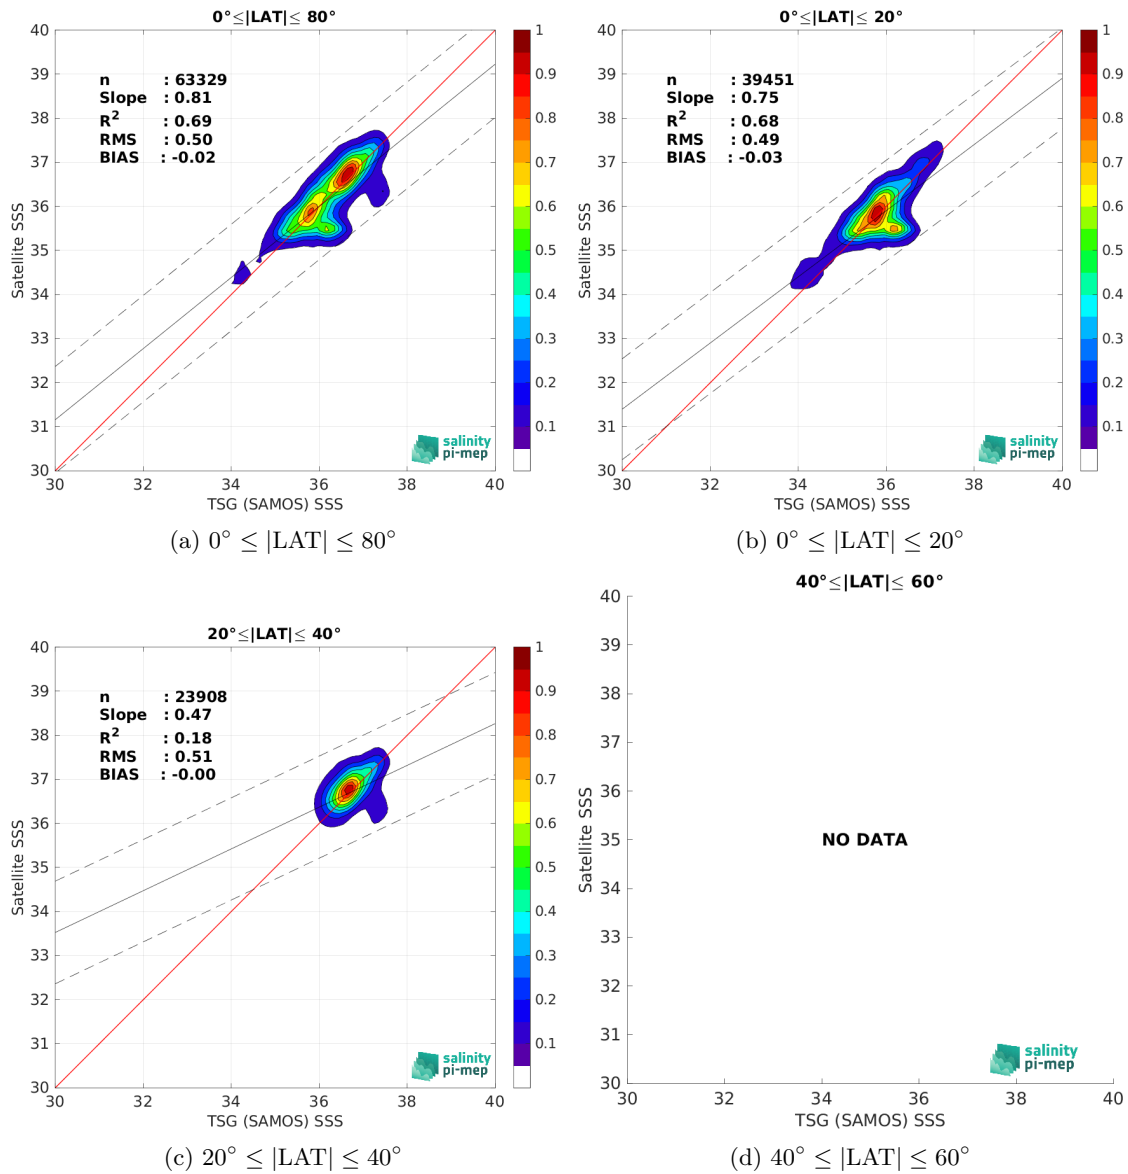 0°≤|LAT|≤ 80°
n : 63329
Slope : 0.81
R² : 0.69
RMS : 0.50
BIAS : -0.02
Satellite SSS
40
39
38
37
36
35
34
33
32
31
30
30 32 34 36 38 40
TSG (SAMOS) SSS
1
0.9
0.8
0.7
0.6
0.5
0.4
0.3
0.2
0.1
salinity
pi-mep
(a) 0° ≤ |LAT| ≤ 80°
0°≤|LAT|≤ 20°
n : 39451
Slope : 0.75
R² : 0.68
RMS : 0.49
BIAS : -0.03
Satellite SSS
40
39
38
37
36
35
34
33
32
31
30
30 32 34 36 38 40
TSG (SAMOS) SSS
1
0.9
0.8
0.7
0.6
0.5
0.4
0.3
0.2
0.1
salinity
pi-mep
(b) 0° ≤ |LAT| ≤ 20°
20°≤|LAT|≤ 40°
n : 23908
Slope : 0.47
R² : 0.18
RMS : 0.51
BIAS : -0.00
Satellite SSS
40
39
38
37
36
35
34
33
32
31
30
30 32 34 36 38 40
TSG (SAMOS) SSS
1
0.9
0.8
0.7
0.6
0.5
0.4
0.3
0.2
0.1
salinity
pi-mep
(c) 20° ≤ |LAT| ≤ 40°
40°≤|LAT|≤ 60°
Satellite SSS
40
39
38
37
36
35
34
33
32
31
30
NO DATA
30 32 34 36 38 40
TSG (SAMOS) SSS
salinity
pi-mep
(d) 40° ≤ |LAT| ≤ 60°